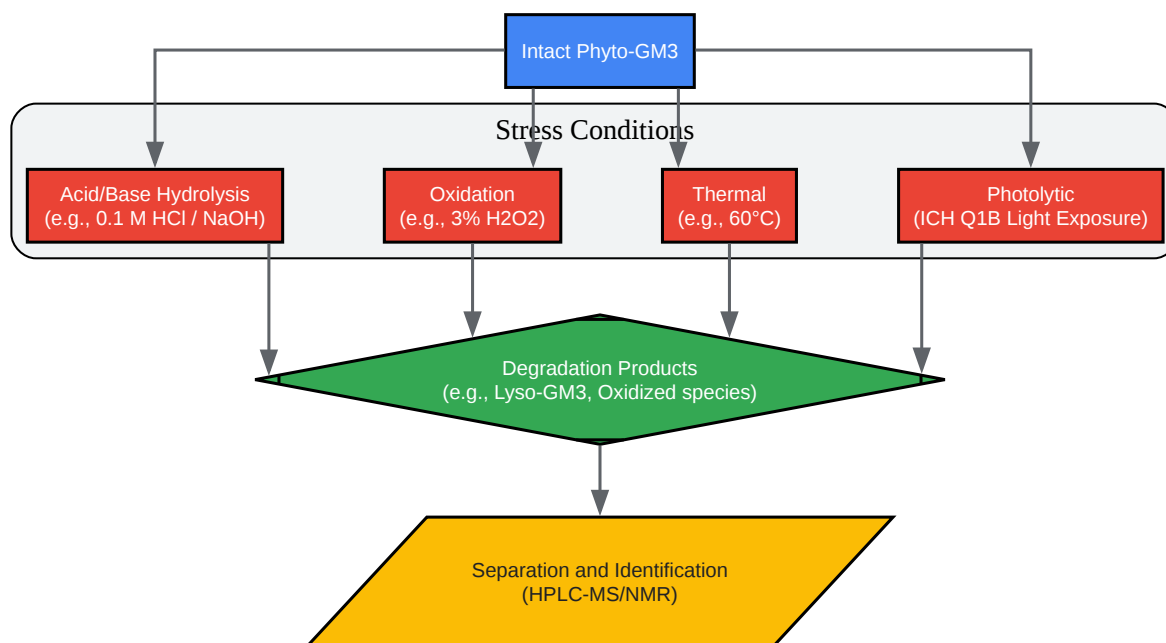 Intact Phyto-GM3
Stress Conditions
Acid/Base Hydrolysis
(e.g., 0.1 M HCl / NaOH)
Oxidation
(e.g., 3% H2O2)
Thermal
(e.g., 60°C)
Photolytic
(ICH Q1B Light Exposure)
Degradation Products
(e.g., Lyso-GM3, Oxidized species)
Separation and Identification
(HPLC-MS/NMR)